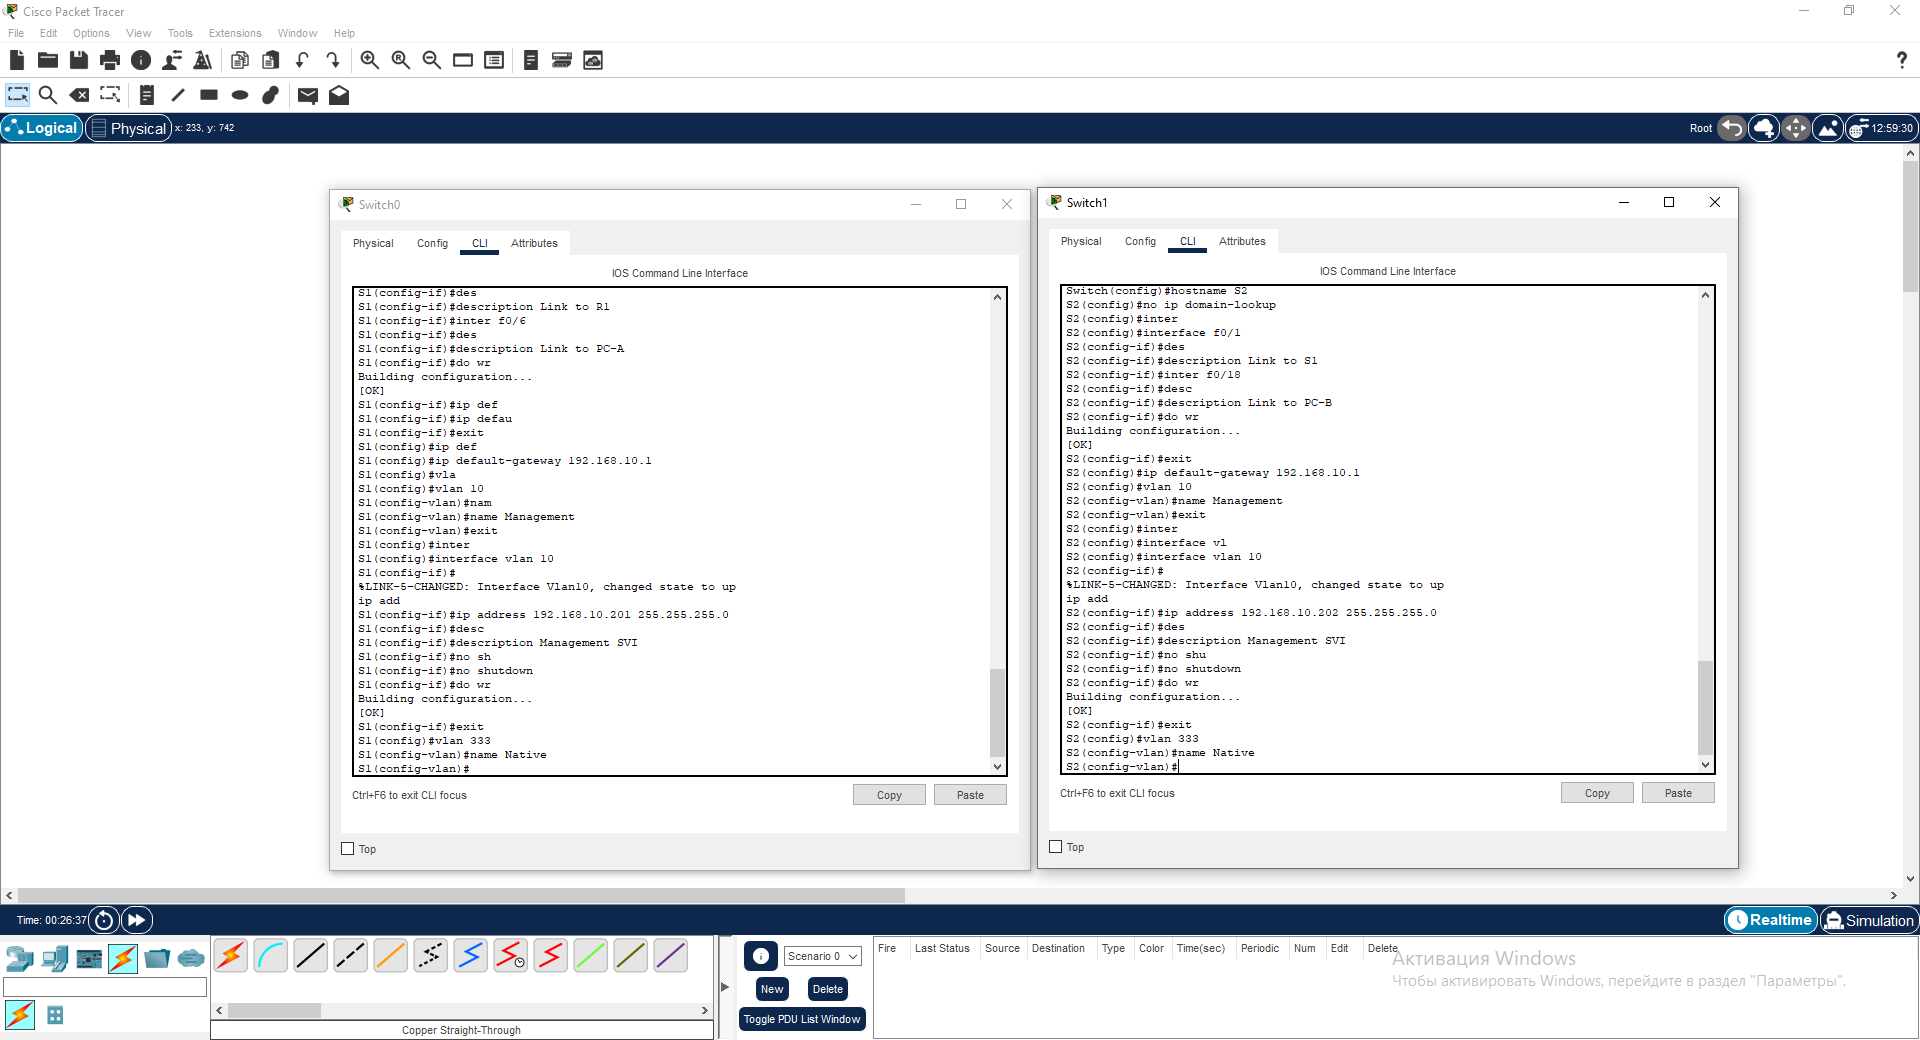 Cisco Packet Tracer
File Edit Options View Tools Extensions Window Help
Logical Physical x: 233, y: 742 Root 12:59:30
Switch0
Physical Config CLI Attributes
IOS Command Line Interface
S1(config-if)#des
S1(config-if)#description Link to R1
S1(config-if)#inter f0/6
S1(config-if)#des
S1(config-if)#description Link to PC-A
S1(config-if)#do wr
Building configuration...
[OK]
S1(config-if)#ip def
S1(config-if)#ip defau
S1(config-if)#exit
S1(config)#ip def
S1(config)#ip default-gateway 192.168.10.1
S1(config)#vla
S1(config)#vlan 10
S1(config-vlan)#nam
S1(config-vlan)#name Management
S1(config-vlan)#exit
S1(config)#inter
S1(config)#interface vlan 10
S1(config-if)#
%LINK-5-CHANGED: Interface Vlan10, changed state to up
ip add
S1(config-if)#ip address 192.168.10.201 255.255.255.0
S1(config-if)#desc
S1(config-if)#description Management SVI
S1(config-if)#no sh
S1(config-if)#no shutdown
S1(config-if)#do wr
Building configuration...
[OK]
S1(config-if)#exit
S1(config)#vlan 333
S1(config-vlan)#name Native
S1(config-vlan)#
Ctrl+F6 to exit CLI focus
Copy Paste
Top
Switch1
Physical Config CLI Attributes
IOS Command Line Interface
Switch(config)#hostname S2
S2(config)#no ip domain-lookup
S2(config)#inter
S2(config)#interface f0/1
S2(config-if)#des
S2(config-if)#description Link to S1
S2(config-if)#inter f0/18
S2(config-if)#desc
S2(config-if)#description Link to PC-B
S2(config-if)#do wr
Building configuration...
[OK]
S2(config-if)#exit
S2(config)#ip default-gateway 192.168.10.1
S2(config)#vlan 10
S2(config-vlan)#name Management
S2(config-vlan)#exit
S2(config)#inter
S2(config)#interface vl
S2(config)#interface vlan 10
S2(config-if)#
%LINK-5-CHANGED: Interface Vlan10, changed state to up
ip add
S2(config-if)#ip address 192.168.10.202 255.255.255.0
S2(config-if)#des
S2(config-if)#description Management SVI
S2(config-if)#no shu
S2(config-if)#no shutdown
S2(config-if)#do wr
Building configuration...
[OK]
S2(config-if)#exit
S2(config)#vlan 333
S2(config-vlan)#name Native
S2(config-vlan)#
Ctrl+F6 to exit CLI focus
Copy Paste
Top
Time: 00:26:37 Realtime Simulation
Scenario 0
New Delete
Toggle PDU List Window
Fire Last Status Source Destination Type Color Time(sec) Periodic Num Edit Delete
Copper Straight-Through
Активация Windows
Чтобы активировать Windows, перейдите в раздел "Параметры".